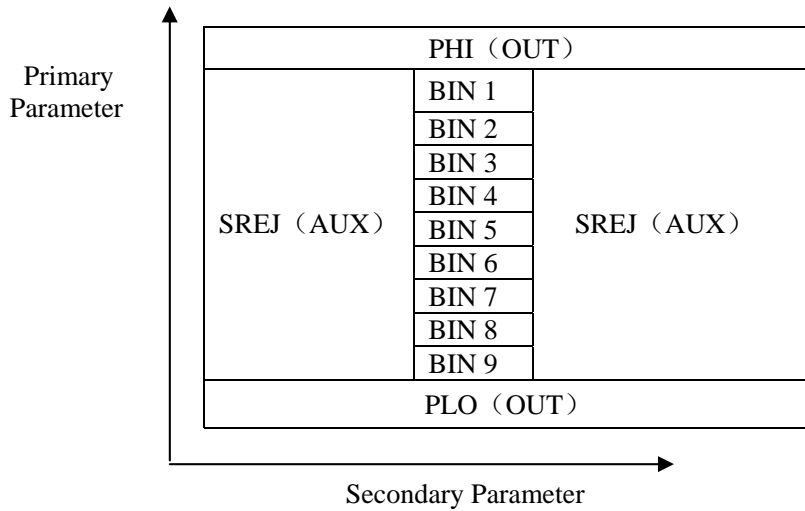 PHI（OUT）
Primary
Parameter
BIN 1
BIN 2
BIN 3
BIN 4
SREJ（AUX）
BIN 5
SREJ（AUX）
BIN 6
BIN 7
BIN 8
BIN 9
PLO（OUT）
Secondary Parameter